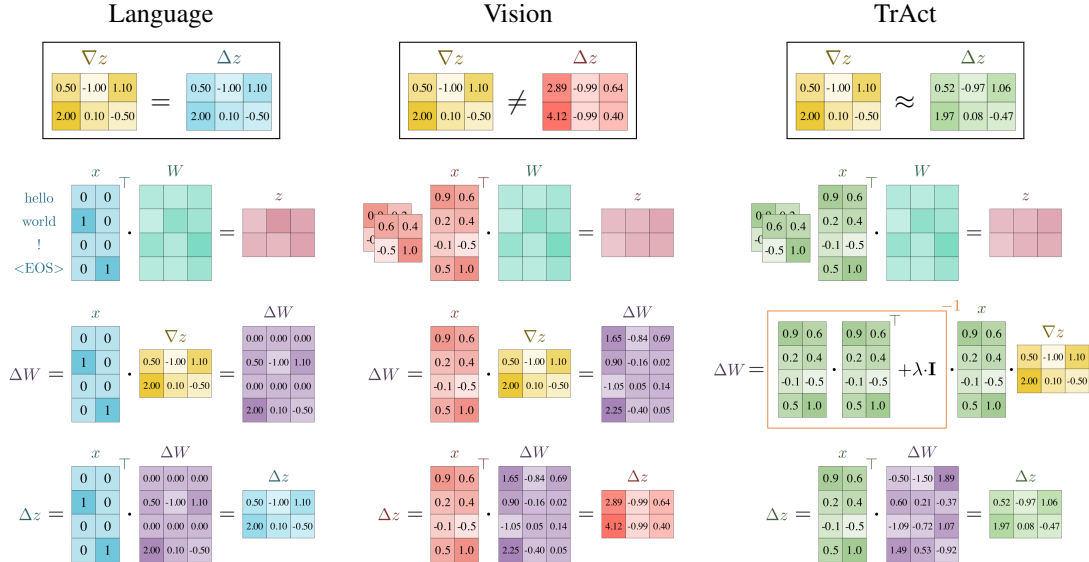 Language Vision TrAct
∇z Δz ∇z Δz ∇z Δz
0.50 -1.00 1.10 0.50 -1.00 1.10 0.50 -1.00 1.10 2.89 -0.99 0.64 0.50 -1.00 1.10 0.52 -0.97 1.06
= ≠ ≈
2.00 0.10 -0.50 2.00 0.10 -0.50 2.00 0.10 -0.50 4.12 -0.99 0.40 2.00 0.10 -0.50 1.97 0.08 -0.47
x ⊤ W z x ⊤ W z x ⊤ W z
hello 0 0 0.9 0.6 0.9 0.6
world 1 0 0.6 0.4 0.2 0.4 0.6 0.4 0.2 0.4
· = · = · =
! 0 0 -0.5 1.0 -0.1 -0.5 -0.5 1.0 -0.1 -0.5
<EOS> 0 1 0.5 1.0 0.5 1.0
x ∇z ΔW x ∇z ΔW ⊤ -1 x ∇z
0 0 0.00 0.00 0.00 0.9 0.6 1.65 -0.84 0.69 0.9 0.6 0.9 0.6 0.9 0.6
1 0 0.50 -1.00 1.10 0.50 -1.00 1.10 0.2 0.4 0.50 -1.00 1.10 0.90 -0.16 0.02 0.2 0.4 0.2 0.4 0.2 0.4 0.50 -1.00 1.10
ΔW = · = ΔW = · = ΔW = · +λ·I · ·
0 0 2.00 0.10 -0.50 0.00 0.00 0.00 -0.1 -0.5 2.00 0.10 -0.50 -1.05 0.05 0.14 -0.1 -0.5 -0.1 -0.5 -0.1 -0.5 2.00 0.10 -0.50
0 1 2.00 0.10 -0.50 0.5 1.0 2.25 -0.40 0.05 0.5 1.0 0.5 1.0 0.5 1.0
x ⊤ ΔW Δz x ⊤ ΔW Δz x ⊤ ΔW Δz
0 0 0.00 0.00 0.00 0.9 0.6 1.65 -0.84 0.69 0.9 0.6 -0.50 -1.50 1.89
1 0 0.50 -1.00 1.10 0.50 -1.00 1.10 0.2 0.4 0.90 -0.16 0.02 2.89 -0.99 0.64 0.2 0.4 0.60 0.21 -0.37 0.52 -0.97 1.06
Δz = · = Δz = · = Δz = · =
0 0 0.00 0.00 0.00 2.00 0.10 -0.50 -0.1 -0.5 -1.05 0.05 0.14 4.12 -0.99 0.40 -0.1 -0.5 -1.09 -0.72 1.07 1.97 0.08 -0.47
0 1 2.00 0.10 -0.50 0.5 1.0 2.25 -0.40 0.05 0.5 1.0 1.49 0.53 -0.92